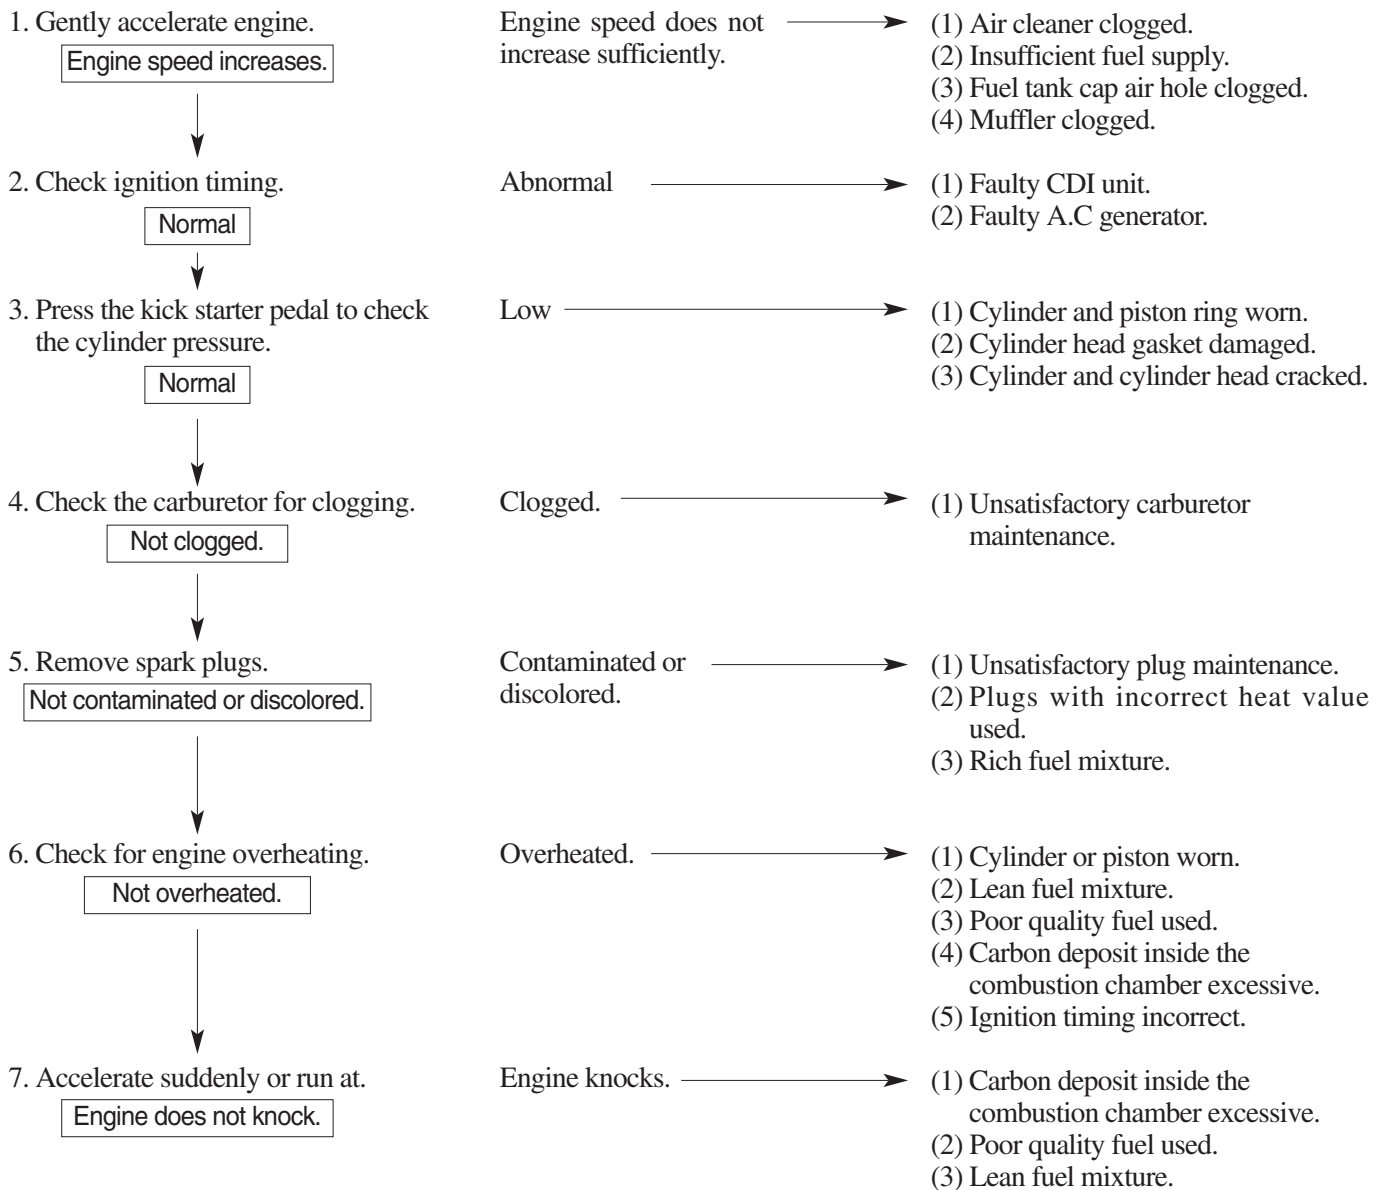 1. Gently accelerate engine.
Engine speed increases.
Engine speed does not
increase sufficiently.
(1) Air cleaner clogged.
(2) Insufficient fuel supply.
(3) Fuel tank cap air hole clogged.
(4) Muffler clogged.
2. Check ignition timing.
Normal
Abnormal
(1) Faulty CDI unit.
(2) Faulty A.C generator.
3. Press the kick starter pedal to check
the cylinder pressure.
Normal
Low
(1) Cylinder and piston ring worn.
(2) Cylinder head gasket damaged.
(3) Cylinder and cylinder head cracked.
4. Check the carburetor for clogging.
Not clogged.
Clogged.
(1) Unsatisfactory carburetor
maintenance.
5. Remove spark plugs.
Not contaminated or discolored.
Contaminated or
discolored.
(1) Unsatisfactory plug maintenance.
(2) Plugs with incorrect heat value
used.
(3) Rich fuel mixture.
6. Check for engine overheating.
Not overheated.
Overheated.
(1) Cylinder or piston worn.
(2) Lean fuel mixture.
(3) Poor quality fuel used.
(4) Carbon deposit inside the
combustion chamber excessive.
(5) Ignition timing incorrect.
7. Accelerate suddenly or run at.
Engine does not knock.
Engine knocks.
(1) Carbon deposit inside the
combustion chamber excessive.
(2) Poor quality fuel used.
(3) Lean fuel mixture.